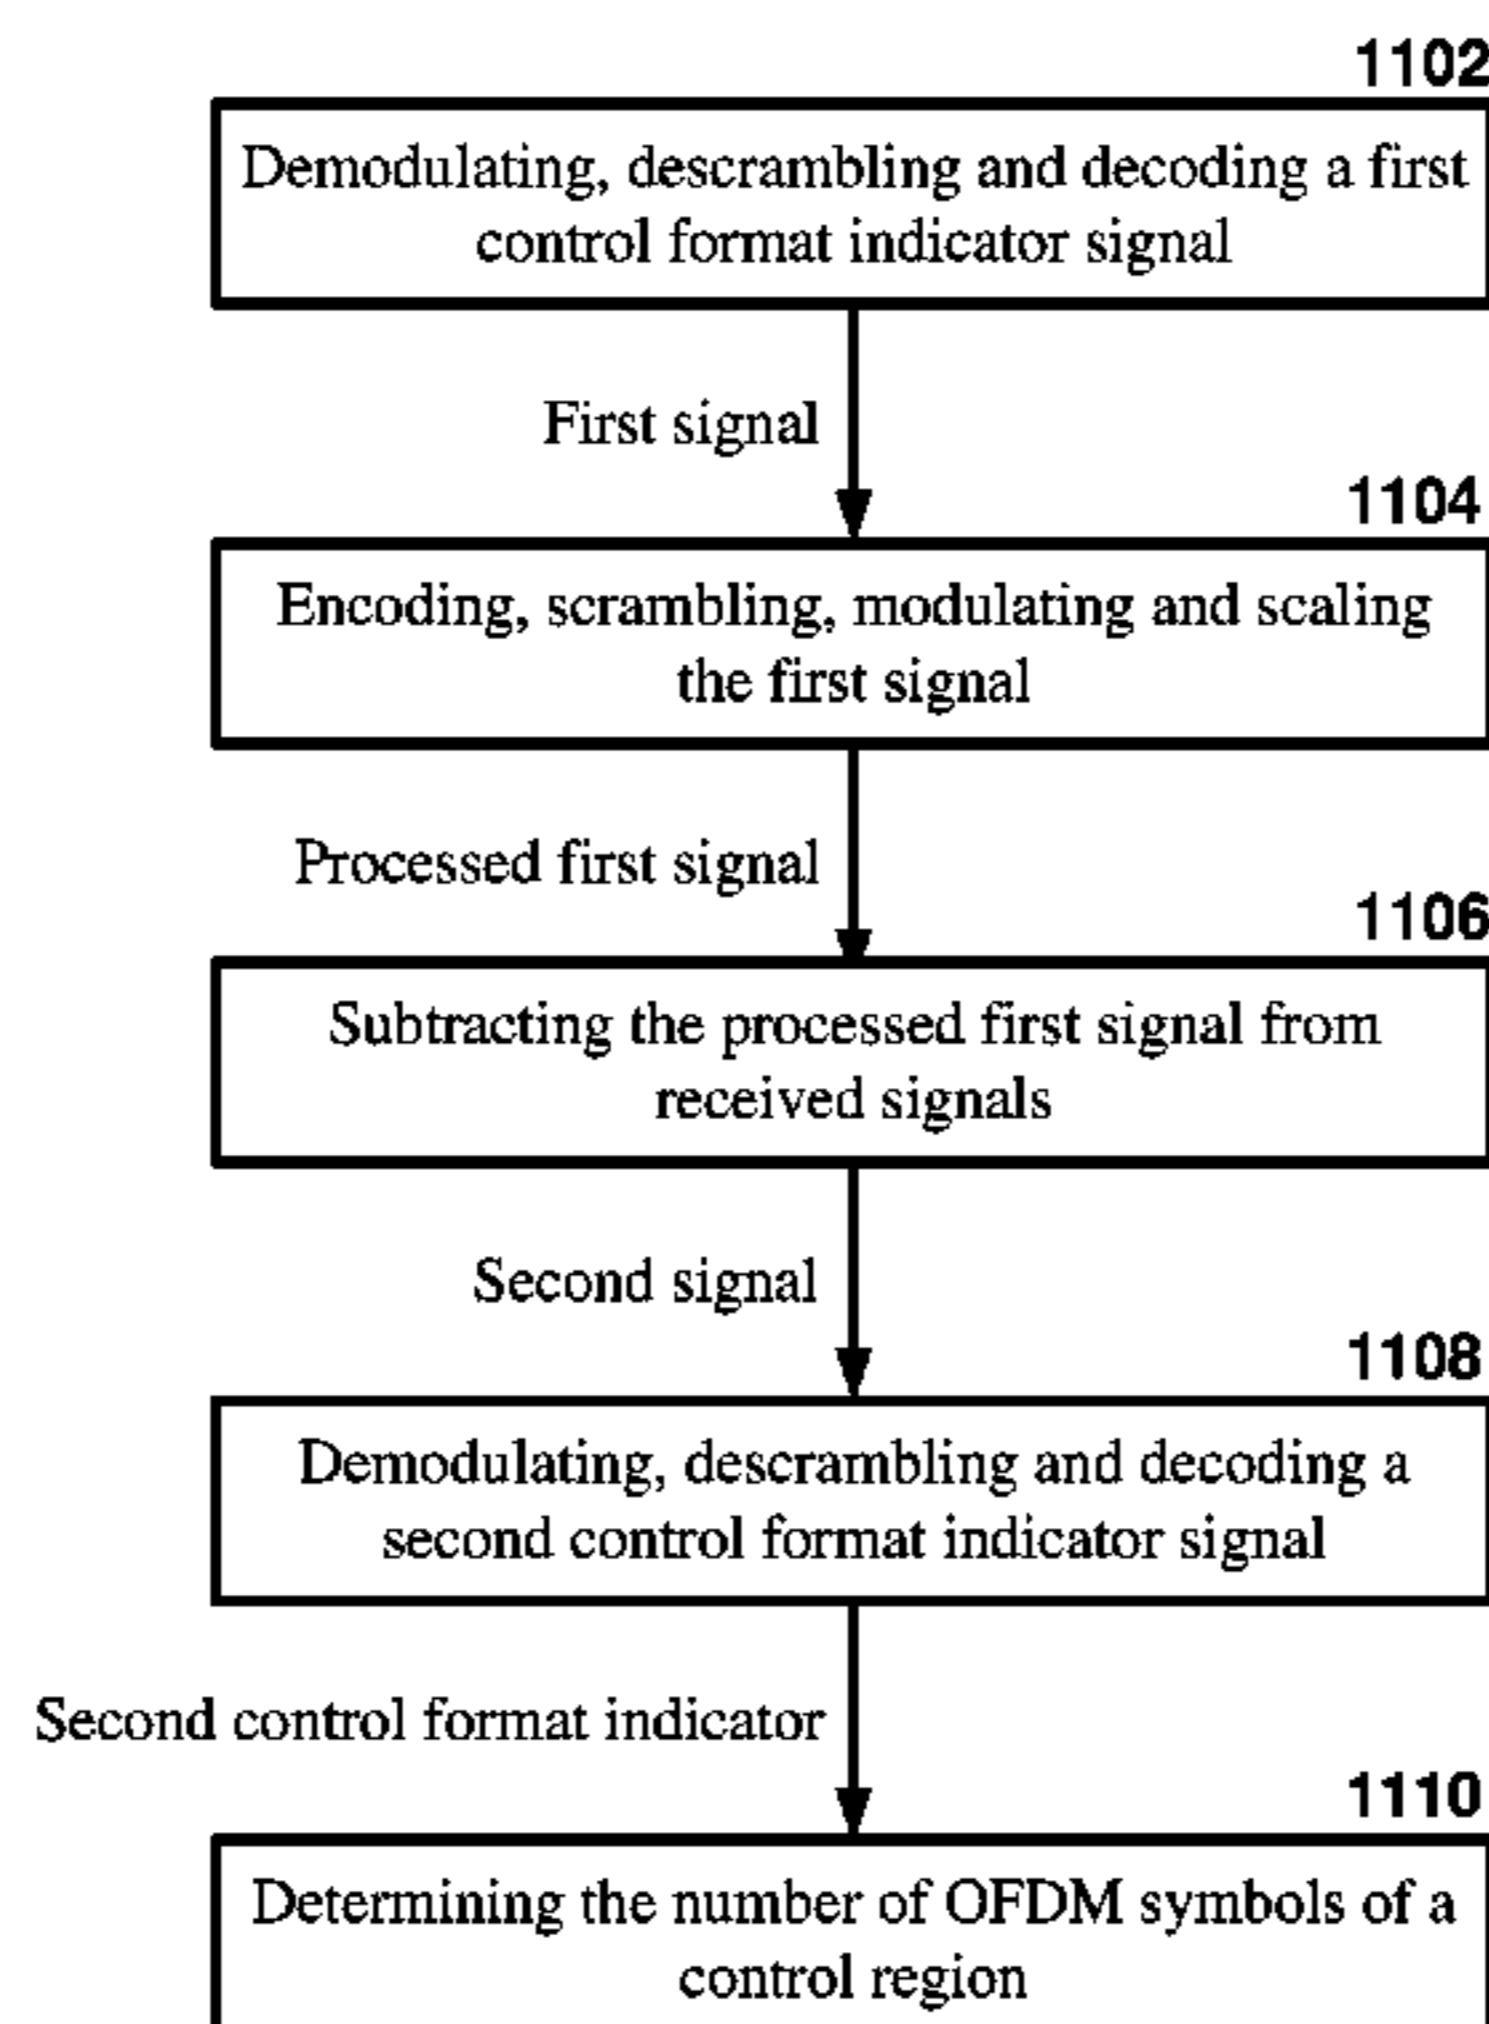 1102
Demodulating, descrambling and decoding a first
control format indicator signal
First signal
1104
Encoding, scrambling, modulating and scaling
the first signal
Processed first signal
1106
Subtracting the processed first signal from
received signals
Second signal
1108
Demodulating, descrambling and decoding a
second control format indicator signal
Second control format indicator
1110
Determining the number of OFDM symbols of a
control region